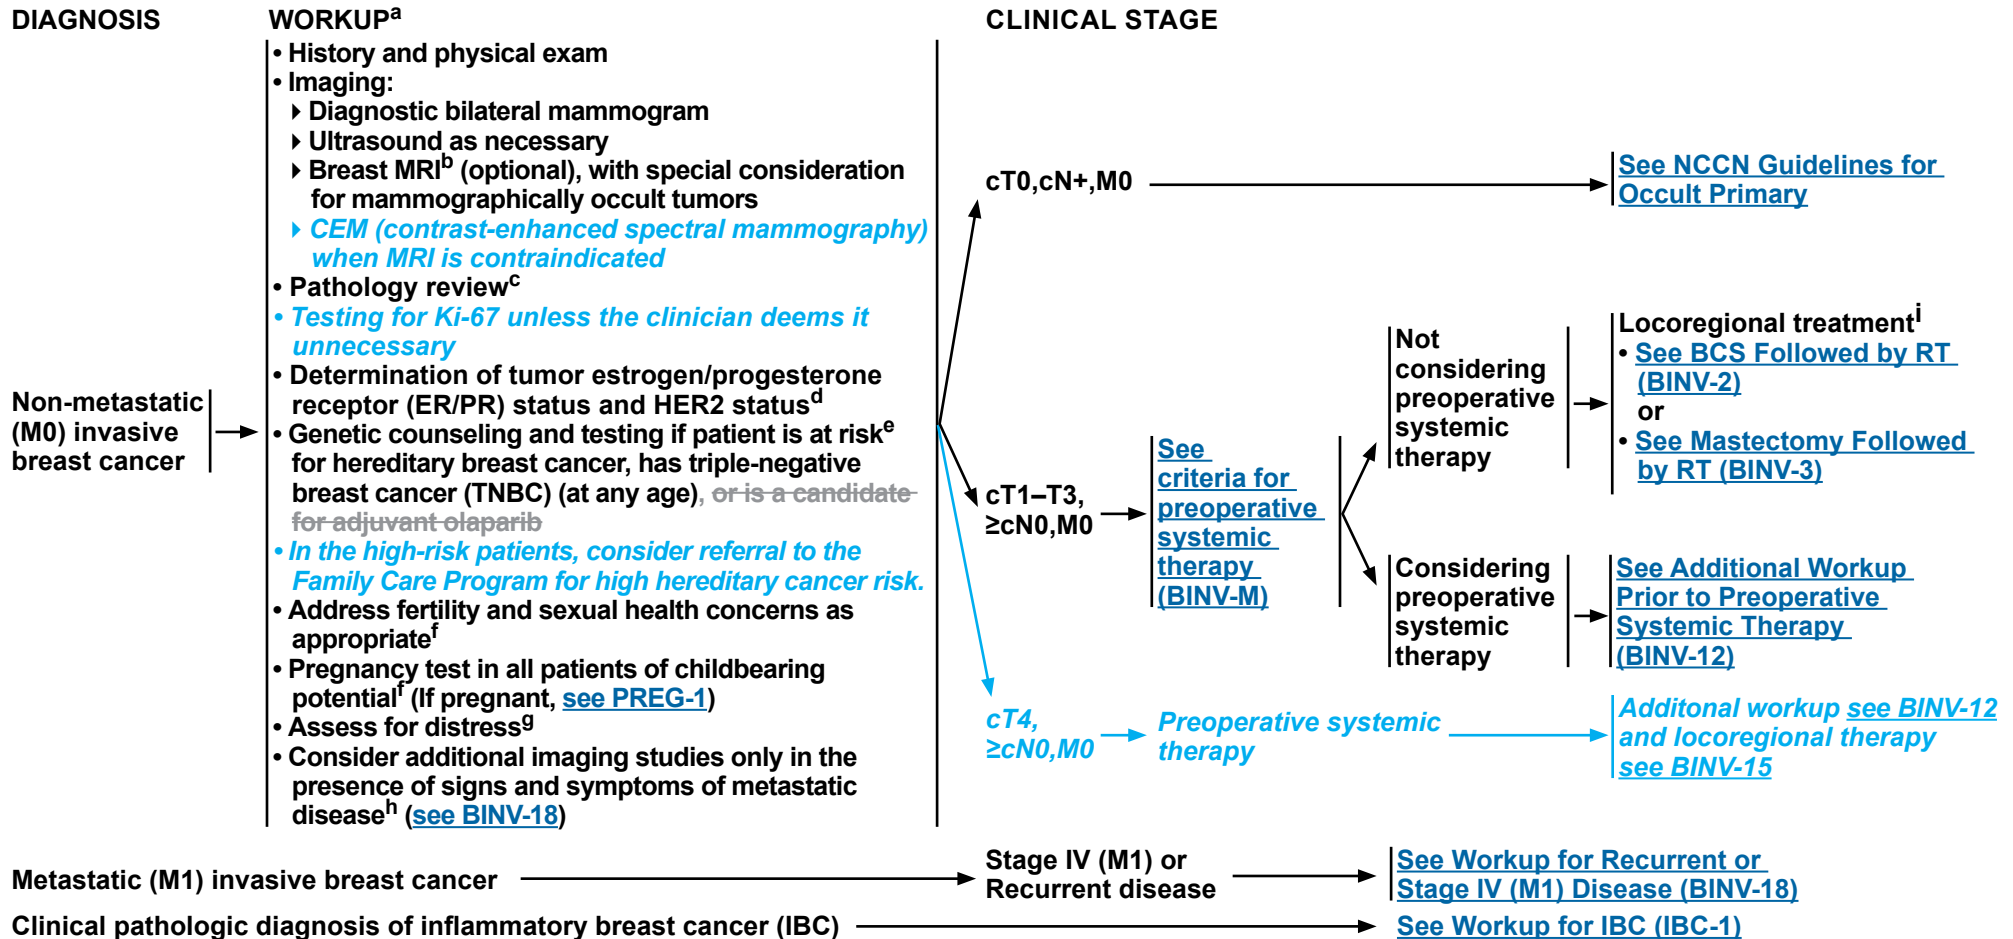 DIAGNOSIS
WORKUPa
CLINICAL STAGE
Non-metastatic
(M0) invasive
breast cancer
• History and physical exam
• Imaging:
▸ Diagnostic bilateral mammogram
▸ Ultrasound as necessary
▸ Breast MRIb (optional), with special consideration
for mammographically occult tumors
▸ CEM (contrast-enhanced spectral mammography)
when MRI is contraindicated
• Pathology reviewc
• Testing for Ki-67 unless the clinician deems it
unnecessary
• Determination of tumor estrogen/progesterone
receptor (ER/PR) status and HER2 statusd
• Genetic counseling and testing if patient is at riske
for hereditary breast cancer, has triple-negative
breast cancer (TNBC) (at any age), or is a candidate
for adjuvant olaparib
• In the high-risk patients, consider referral to the
Family Care Program for high hereditary cancer risk.
• Address fertility and sexual health concerns as
appropriatef
• Pregnancy test in all patients of childbearing
potentialf (If pregnant, see PREG-1)
• Assess for distressg
• Consider additional imaging studies only in the
presence of signs and symptoms of metastatic
diseaseh (see BINV-18)
cT0,cN+,M0
See NCCN Guidelines for
Occult Primary
cT1–T3,
≥cN0,M0
See
criteria for
preoperative
systemic
therapy
(BINV-M)
Not
considering
preoperative
systemic
therapy
Locoregional treatmenti
• See BCS Followed by RT
(BINV-2)
or
• See Mastectomy Followed
by RT (BINV-3)
Considering
preoperative
systemic
therapy
See Additional Workup
Prior to Preoperative
Systemic Therapy
(BINV-12)
cT4,
≥cN0,M0
Preoperative systemic
therapy
Additonal workup see BINV-12
and locoregional therapy
see BINV-15
Metastatic (M1) invasive breast cancer
Stage IV (M1) or
Recurrent disease
See Workup for Recurrent or
Stage IV (M1) Disease (BINV-18)
Clinical pathologic diagnosis of inflammatory breast cancer (IBC)
See Workup for IBC (IBC-1)